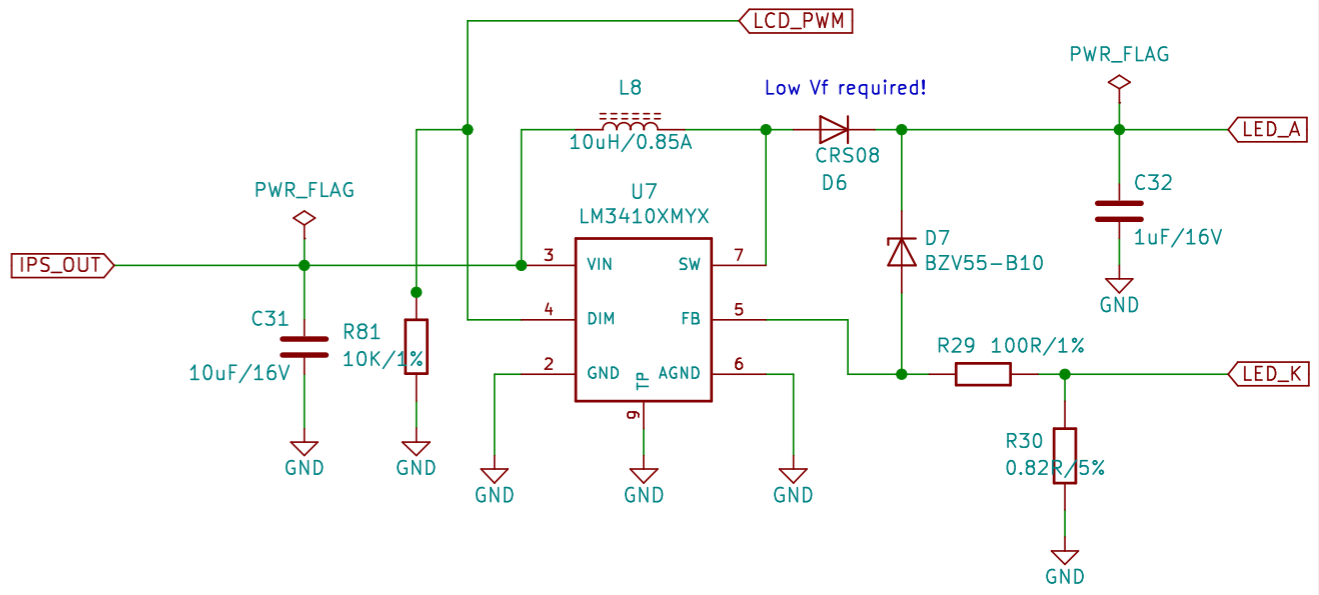 LCD_PWM
PWR_FLAG
L8
Low Vf required!
10uH/0.85A
LED_A
CRS08
D6
PWR_FLAG
U7
LM3410XMYX
C32
1uF/16V
D7
BZV55-B10
IPS_OUT
3
VIN
SW
7
GND
C31
10uF/16V
R81
10K/1%
4
DIM
FB
5
R29 100R/1%
2
GND
TP
AGND
6
LED_K
9
R30
0.82R/5%
GND
GND
GND
GND
GND
GND